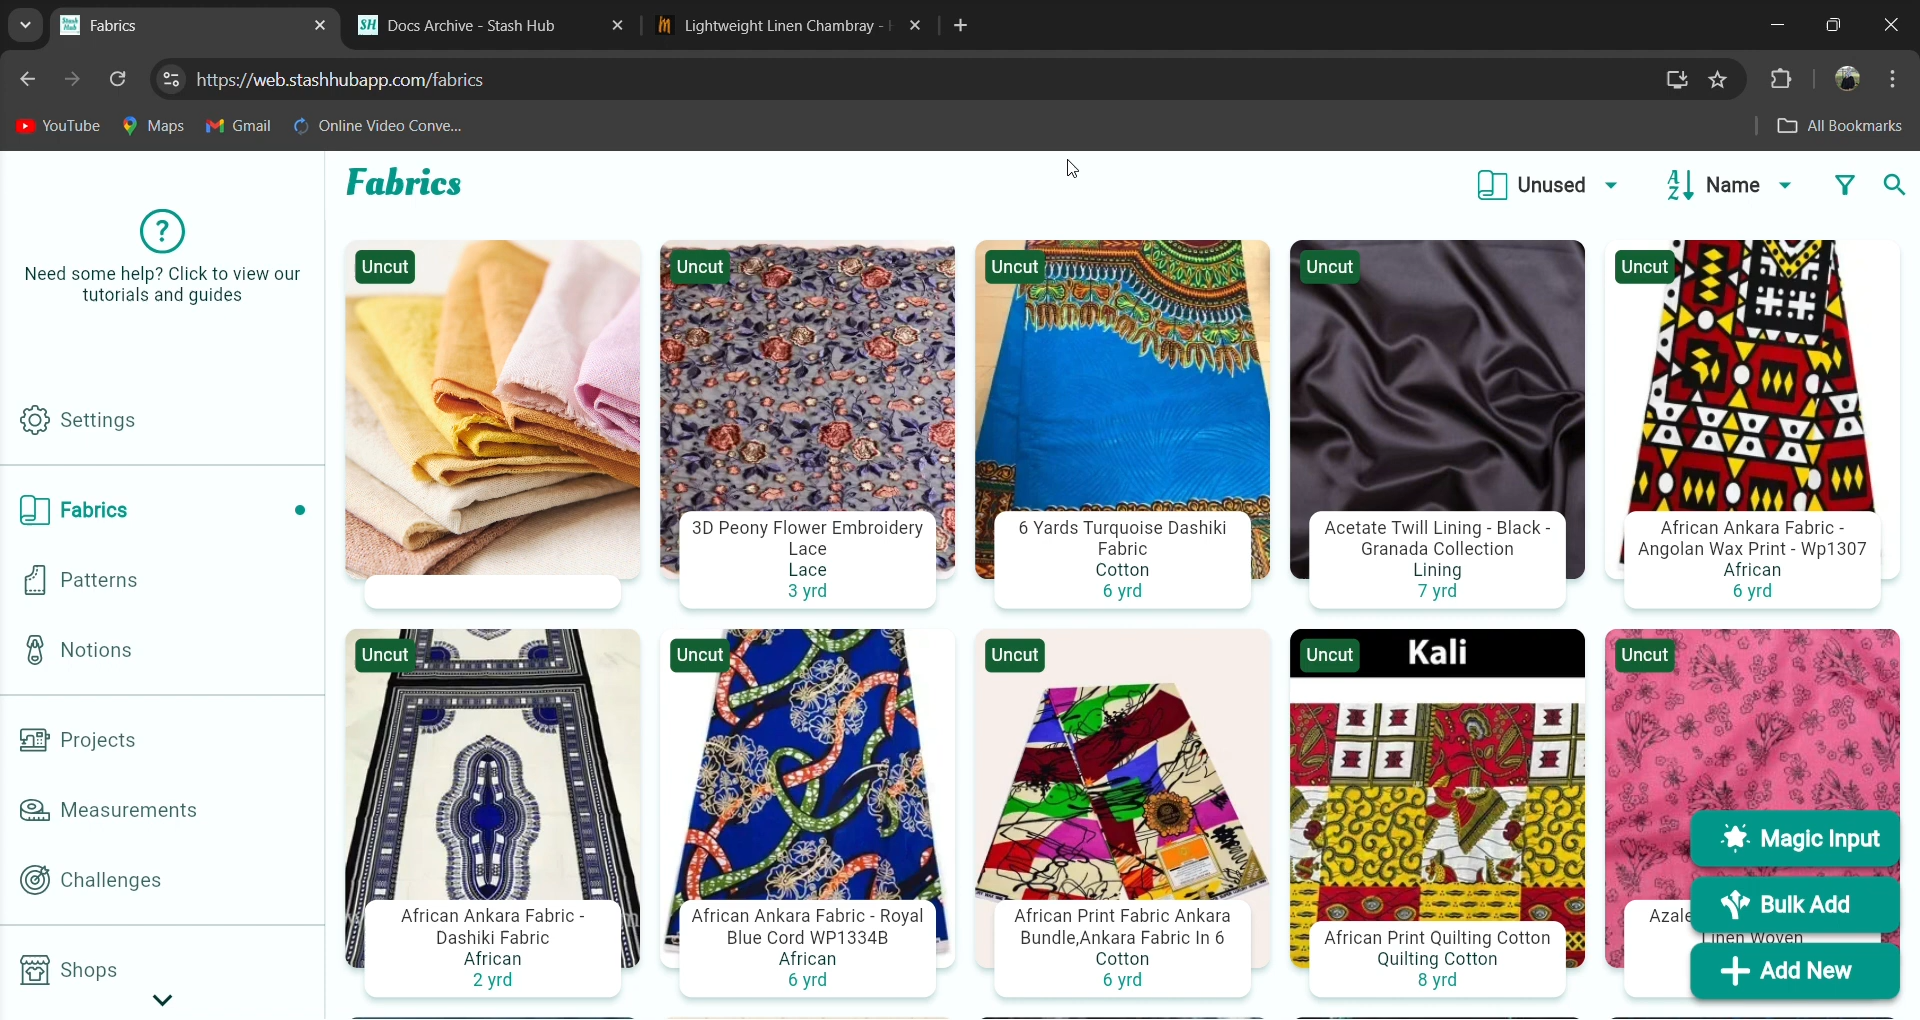 Fabrics
Docs Archive - Stash Hub
Lightweight Linen Chambray -
https://web.stashhubapp.com/fabrics
YouTube
Maps
Gmail
Online Video Conve...
All Bookmarks
Need some help? Click to view our
tutorials and guides
Settings
Fabrics
Patterns
Notions
Projects
Measurements
Challenges
Shops
Fabrics
Unused
Name
Uncut
Uncut
3D Peony Flower Embroidery
Lace
Lace
3 yrd
Uncut
6 Yards Turquoise Dashiki
Fabric
Cotton
6 yrd
Uncut
Acetate Twill Lining - Black -
Granada Collection
Lining
7 yrd
Uncut
African Ankara Fabric -
Angolan Wax Print - Wp1307
African
6 yrd
Uncut
African Ankara Fabric -
Dashiki Fabric
African
2 yrd
Uncut
African Ankara Fabric - Royal
Blue Cord WP1334B
African
6 yrd
Uncut
African Print Fabric Ankara
Bundle,Ankara Fabric In 6
Cotton
6 yrd
Uncut
Kali
African Print Quilting Cotton
Quilting Cotton
8 yrd
Uncut
Linen Woven
Magic Input
Bulk Add
Add New